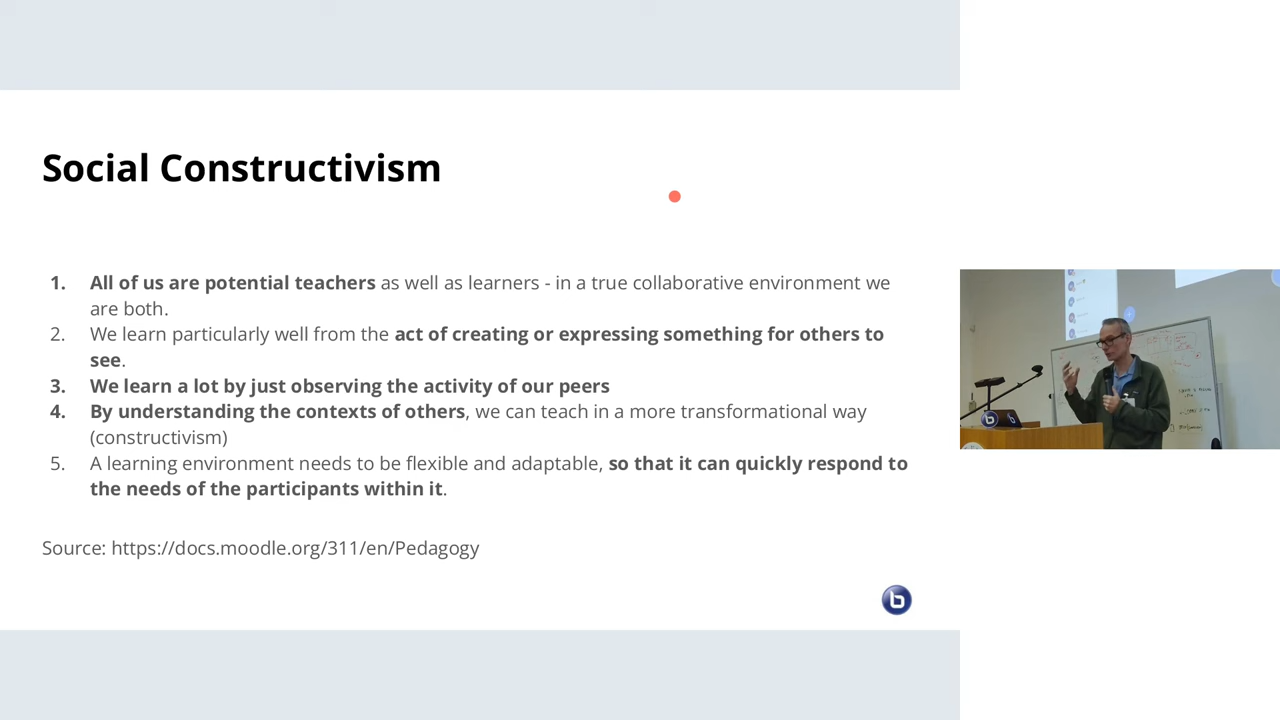 Social Constructivism
1. All of us are potential teachers as well as learners - in a true collaborative environment we
are both.
2. We learn particularly well from the act of creating or expressing something for others to
see.
3. We learn a lot by just observing the activity of our peers
4. By understanding the contexts of others, we can teach in a more transformational way
(constructivism)
5. A learning environment needs to be flexible and adaptable, so that it can quickly respond to
the needs of the participants within it.
Source: https://docs.moodle.org/311/en/Pedagogy
b